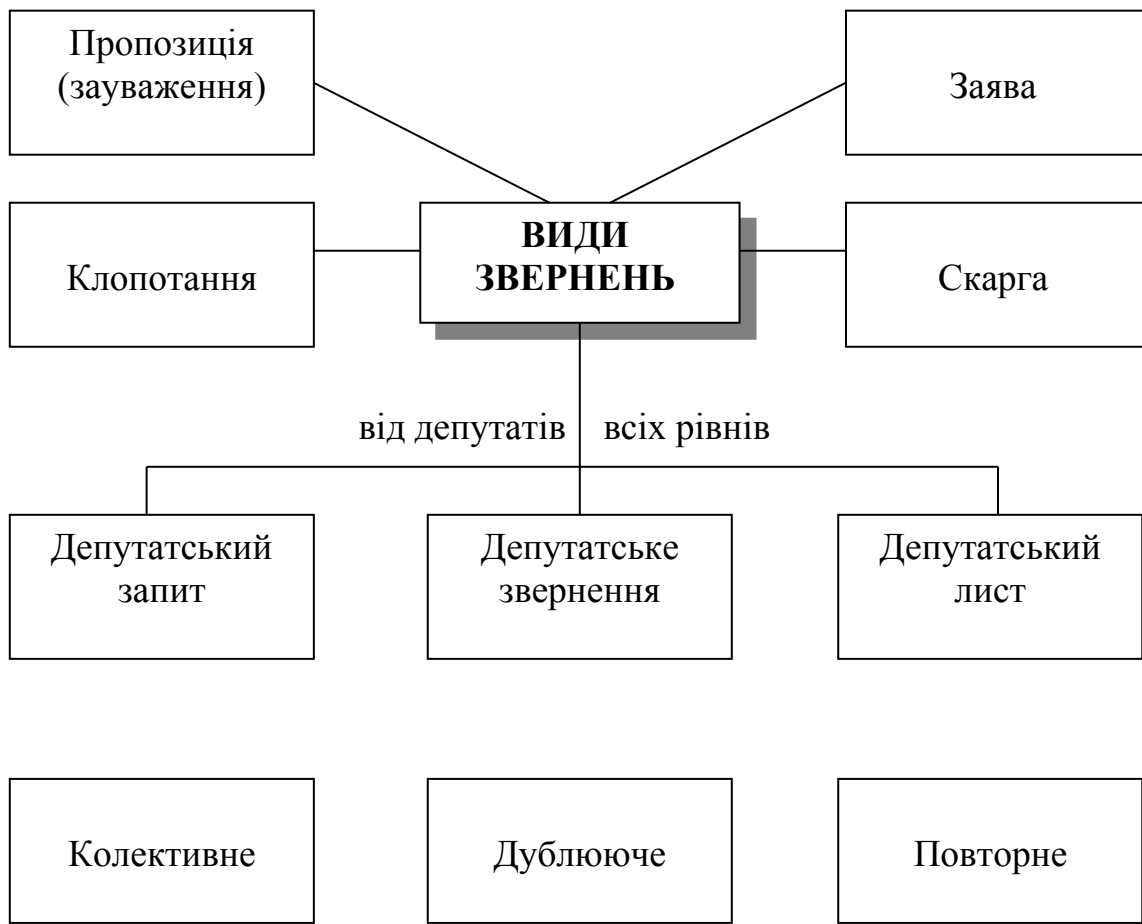 Пропозиція
(зауваження)
Заява
Клопотання
ВИДИ
ЗВЕРНЕНЬ
Скарга
від депутатів всіх рівнів
Депутатський
запит
Депутатське
звернення
Депутатський
лист
Колективне
Дублююче
Повторне